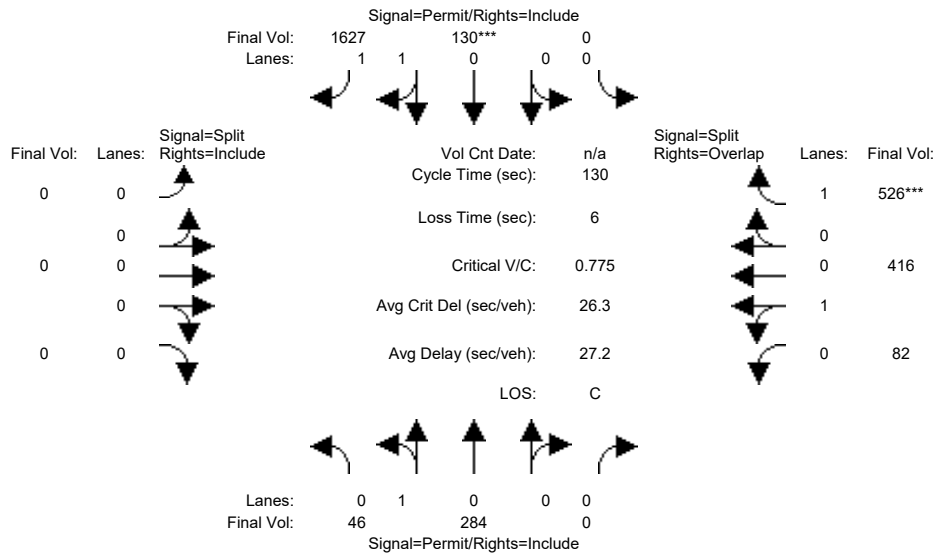 Signal=Permit/Rights=Include
Final Vol: 1627 130*** 0
Lanes: 1 1 0 0 0
Signal=Split
Final Vol: Lanes: Rights=Include
Vol Cnt Date: n/a
Signal=Split
Rights=Overlap Lanes: Final Vol:
Cycle Time (sec): 130
0 0
1 526***
Loss Time (sec): 6
0
0
0 0
Critical V/C: 0.775
0 416
0
Avg Crit Del (sec/veh): 26.3
1
0 0
Avg Delay (sec/veh): 27.2
0 82
LOS: C
Lanes: 0 1 0 0 0
Final Vol: 46 284 0
Signal=Permit/Rights=Include